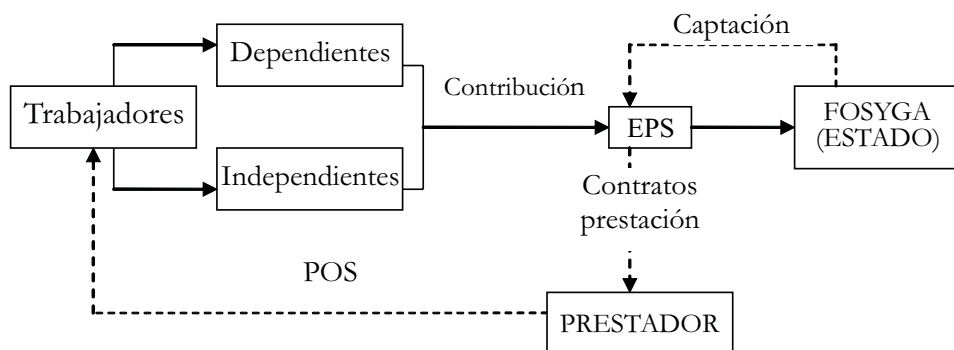 Captación
Dependientes
Contribución
Trabajadores
EPS
FOSYGA
(ESTADO)
Independientes
Contratos
prestación
POS
PRESTADOR